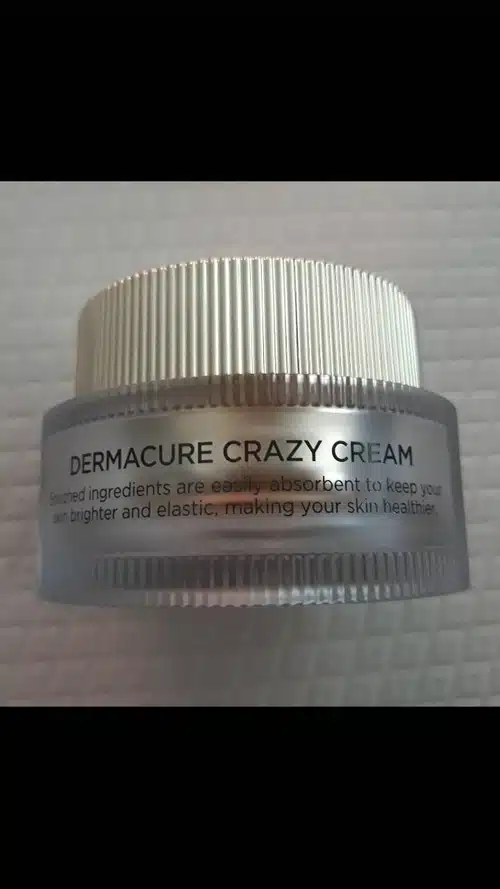 DERMACURE CRAZY CREAM
Enriched ingredients are easily absorbent to keep your
skin brighter and elastic, making your skin healthier.